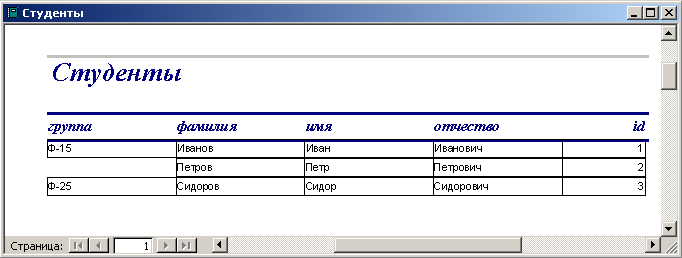 Студенты
Студенты
группа фамилия имя отчество id
Ф-15 Иванов Иван Иванович 1
Петров Петр Петрович 2
Ф-25 Сидоров Сидор Сидорович 3
Страница: 1